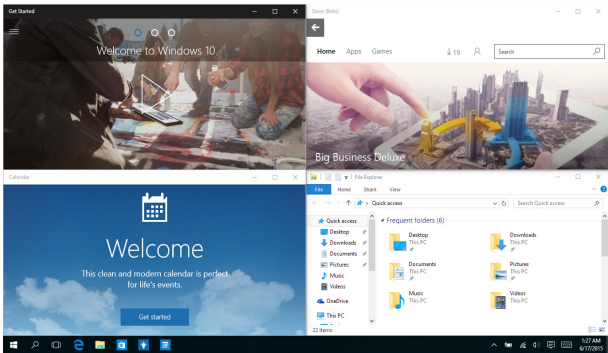 Get Started
Welcome to Windows 10
Store (Beta)
Home Apps Games
19
Search
Big Business Deluxe
Calendar
Welcome
This clean and modern calendar is perfect
for life's events.
Get started
File Explorer
File Home Share View
Quick access
Search Quick access
Quick access
Desktop
Downloads
Documents
Pictures
Music
Videos
OneDrive
This PC
Frequent folders (6)
Desktop
This PC
Downloads
This PC
Documents
This PC
Pictures
This PC
Music
This PC
Videos
This PC
22 items
1:27 AM
6/17/2015